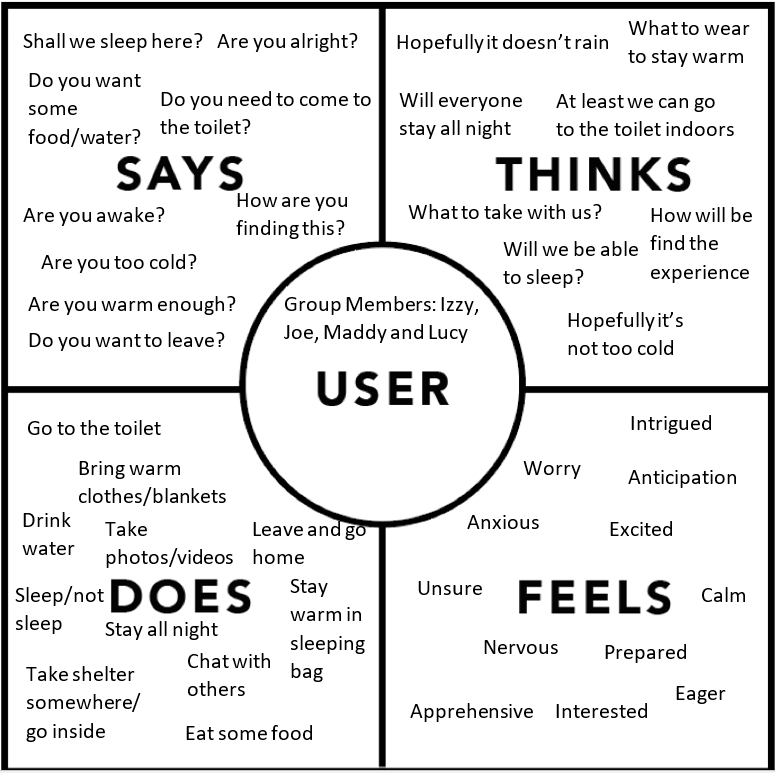 Shall we sleep here?
Are you alright?
Do you want
some
food/water?
Do you need to come to
the toilet?
SAYS
Are you awake?
How are you
finding this?
Are you too cold?
Are you warm enough?
Do you want to leave?
Hopefully it doesn't rain
What to wear
to stay warm
Will everyone
stay all night
At least we can go
to the toilet indoors
THINKS
What to take with us?
How will be
find the
experience
Will we be able
to sleep?
Hopefully it's
not too cold
Group Members: Izzy,
Joe, Maddy and Lucy
USER
Go to the toilet
Bring warm
clothes/blankets
Drink
water
Take
photos/videos
Leave and go
home
Sleep/not
sleep
DOES
Stay all night
Stay
warm in
sleeping
bag
Take shelter
somewhere/
go inside
Chat with
others
Eat some food
Intrigued
Worry
Anticipation
Anxious
Excited
Unsure
FEELS
Calm
Nervous
Prepared
Eager
Apprehensive
Interested